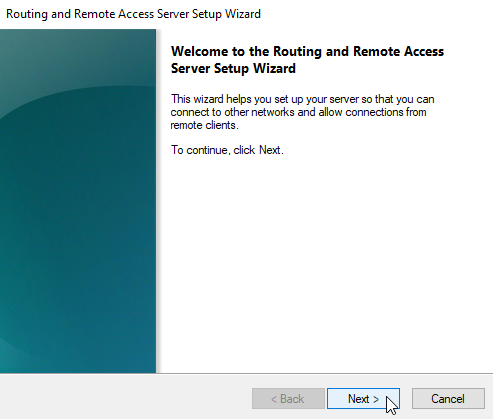 Routing and Remote Access Server Setup Wizard
Welcome to the Routing and Remote Access
Server Setup Wizard
This wizard helps you set up your server so that you can
connect to other networks and allow connections from
remote clients.
To continue, click Next.
< Back
Next >
Cancel